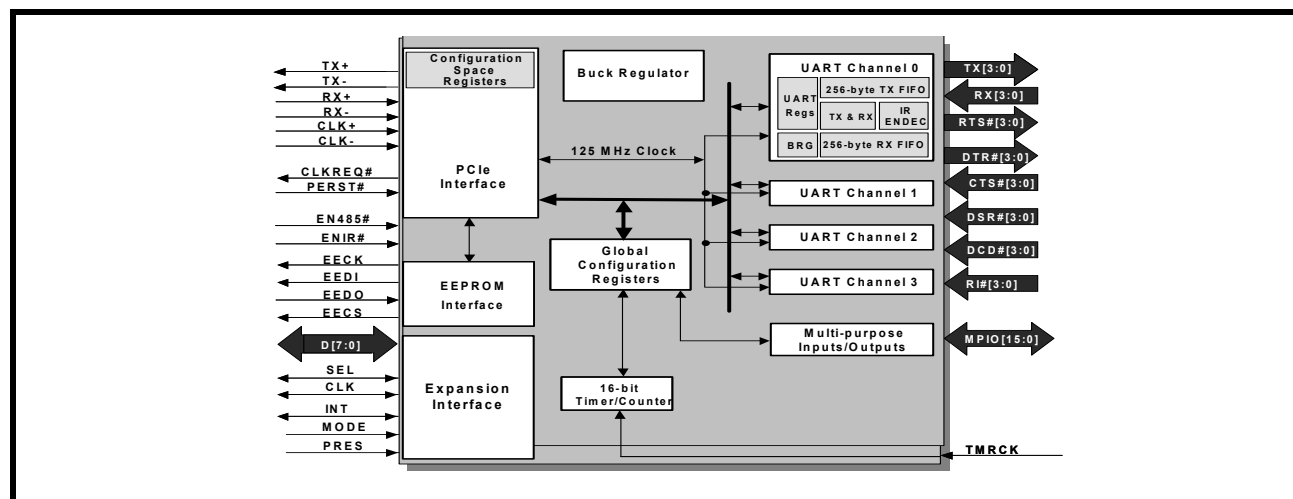 TX+
TX-
RX+
RX-
CLK+
CLK-
CLKREQ#
PERST#
EN485#
ENIR#
EECK
EEDI
EEDO
EECS
D[7:0]
SEL
CLK
INT
MODE
PRES
Configuration
Space
Registers
PCIe
Interface
EEPROM
Interface
Expansion
Interface
Buck Regulator
125 MHz Clock
Global
Configuration
Registers
16-bit
Timer/Counter
UART Channel 0
UART
Regs
256-byte TX FIFO
TX & RX
IR
ENDEC
BRG
256-byte RX FIFO
UART Channel 1
UART Channel 2
UART Channel 3
Multi-purpose
Inputs/Outputs
TX[3:0]
RX[3:0]
RTS#[3:0]
DTR#[3:0]
CTS#[3:0]
DSR#[3:0]
DCD#[3:0]
RI#[3:0]
MPIO[15:0]
TMRCK